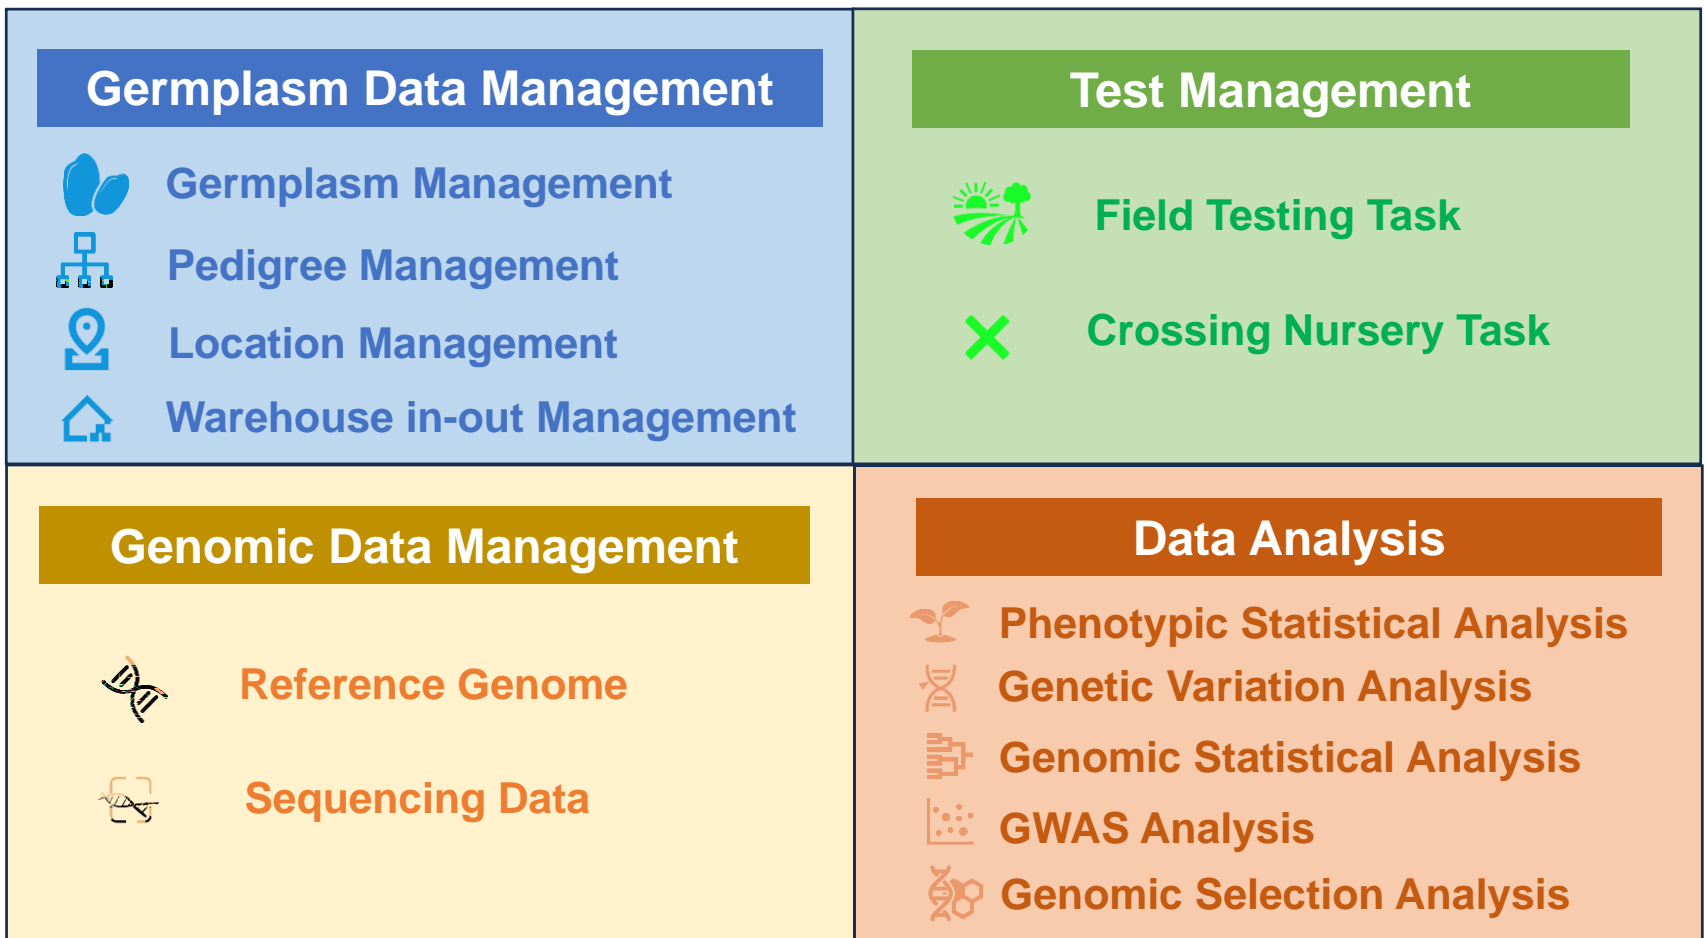 Germplasm Data Management
Germplasm Management
Pedigree Management
Location Management
Warehouse in-out Management
Test Management
Field Testing Task
Crossing Nursery Task
Genomic Data Management
Reference Genome
Sequencing Data
Data Analysis
Phenotypic Statistical Analysis
Genetic Variation Analysis
Genomic Statistical Analysis
GWAS Analysis
Genomic Selection Analysis